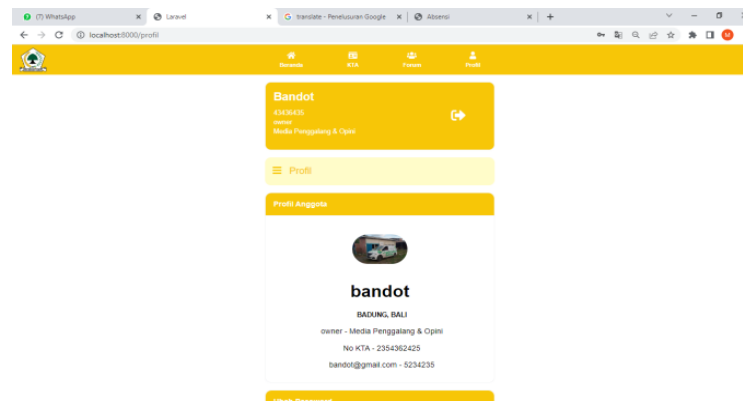 (7) WhatsApp
Laravel
translate - Penelusuran Google
Absensi
localhost:8000/profil
M
Beranda
KTA
Forum
Profil
Bandot
43436435
owner
Media Penggalang & Opini
Profil
Profil Anggota
bandot
BADUNG, BALI
owner - Media Penggalang & Opini
No KTA - 2354362425
bandot@gmail.com - 5234235